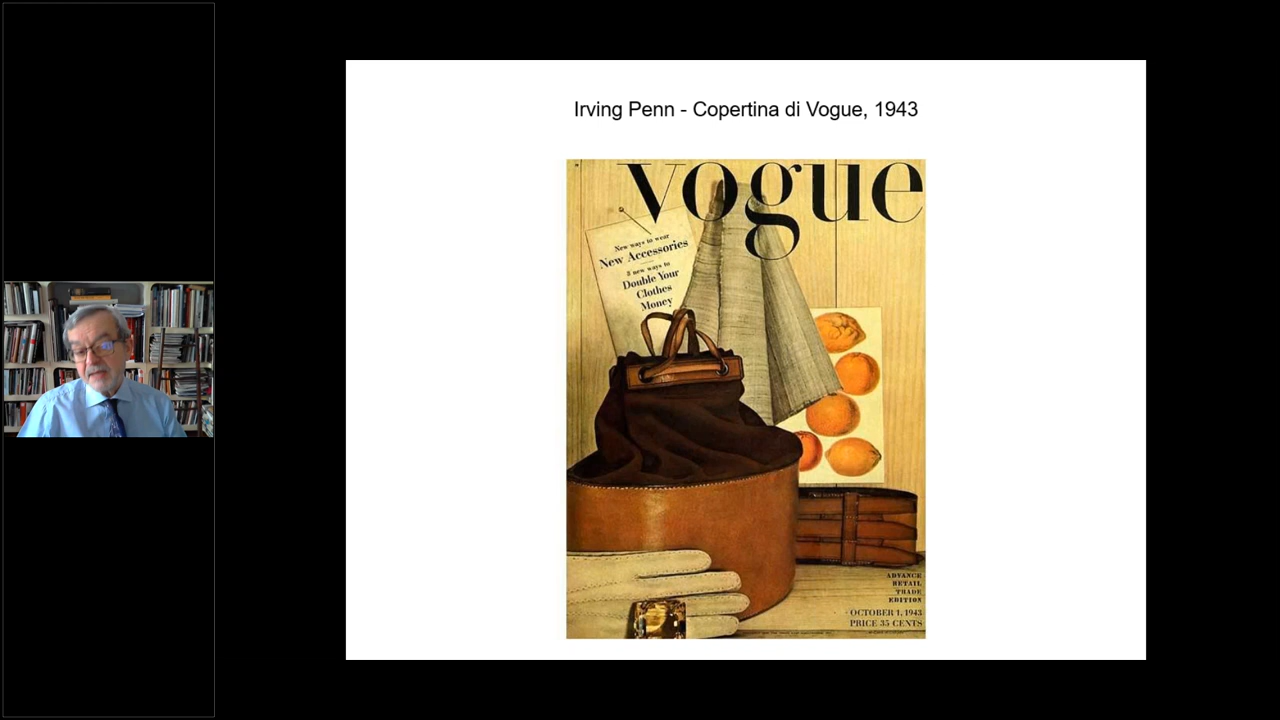 Irving Penn - Copertina di Vogue, 1943
vogue
New ways to wear
New Accessories
3 new ways to
Double Your
Clothes
Money
ADVANCE
RETAIL
TRADE
EDITION
OCTOBER 1, 1943
PRICE 35 CENTS